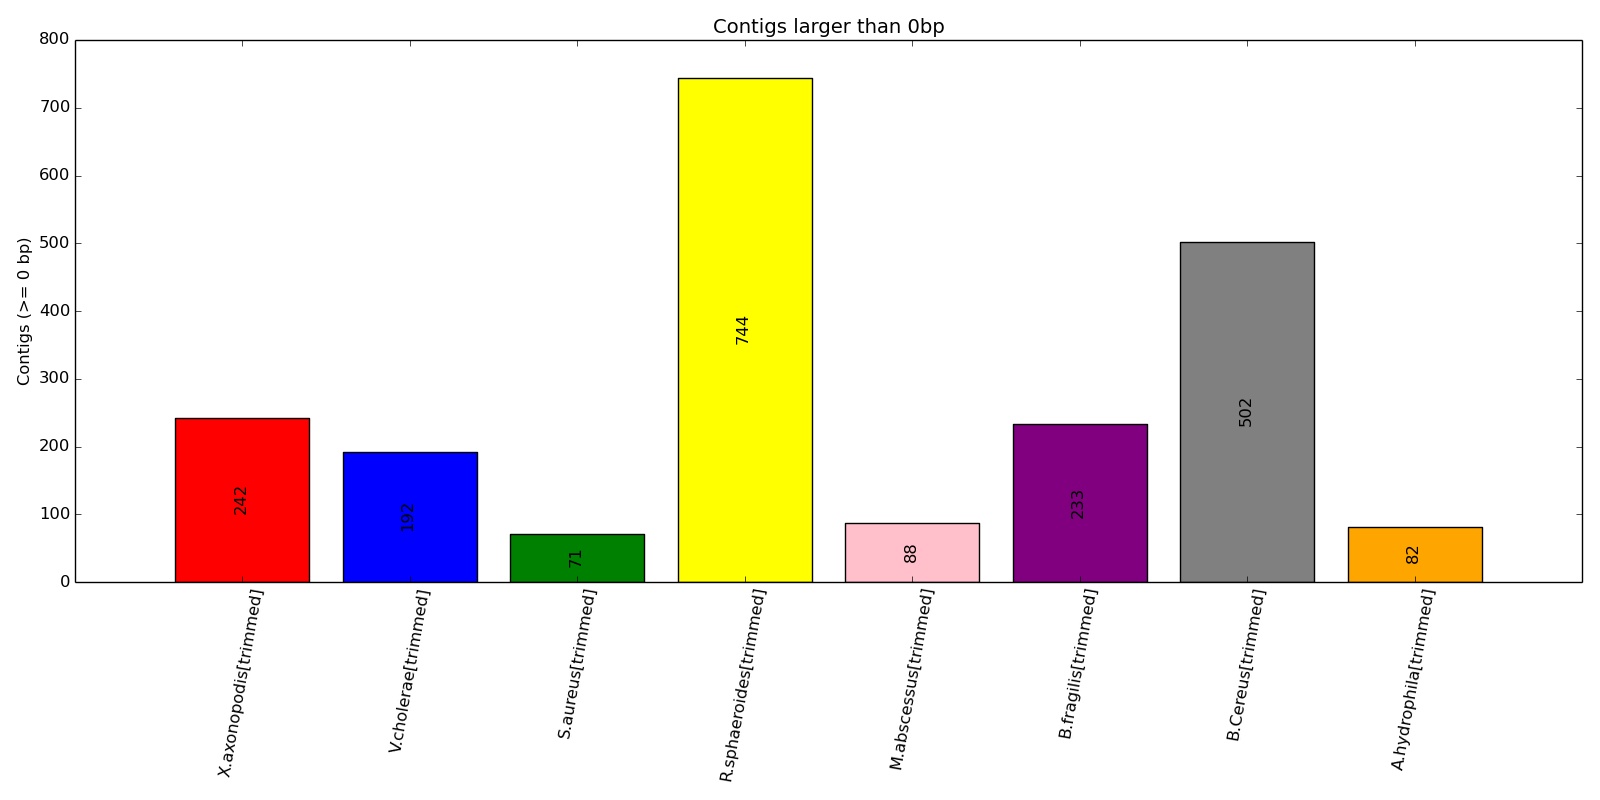 Contigs larger than 0bp
Contigs (>= 0 bp)
800
700
600
500
400
300
200
100
0
242
192
71
744
88
233
502
82
X.axonopodis[trimmed]
V.cholerae[trimmed]
S.aureus[trimmed]
R.sphaeroides[trimmed]
M.abscessus[trimmed]
B.fragilis[trimmed]
B.Cereus[trimmed]
A.hydrophila[trimmed]